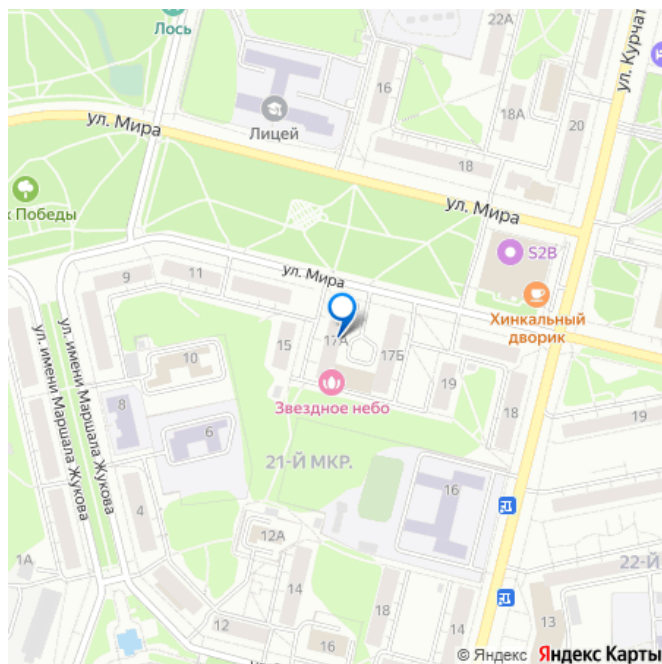 Лось
22А
ул. Курчат
ул. Мира
Лицей
16
18А
20
18
к Победы
ул. Мира
S2B
9
11
ул. Мира
Хинкальный
дворик
15
17А
17Б
10
19
18
8
Звездное небо
19
6
21-Й МКР.
16
ул. имени Маршала Жукова
ул. имени Маршала Жукова
4
12А
22-Й
1А
14
18
13
12
16
© Яндекс Яндекс Карты